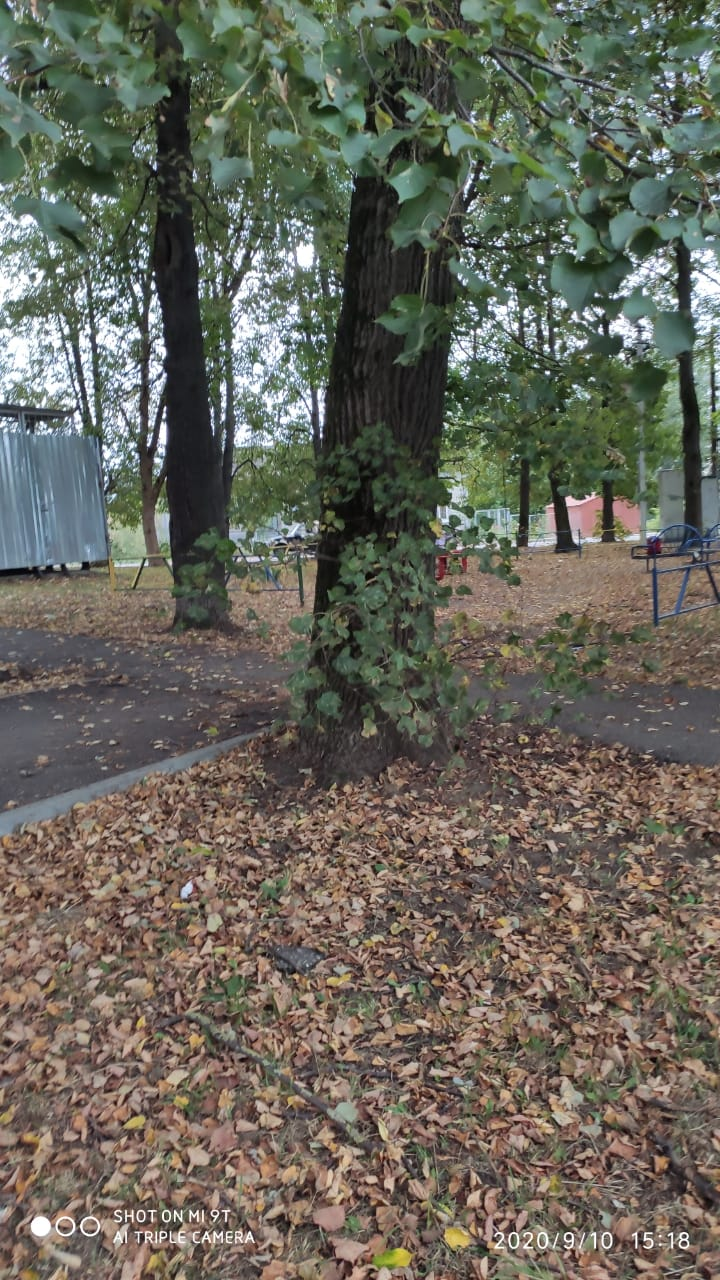 SHOT ON MI 9T
AI TRIPLE CAMERA
2020/9/10 15:18